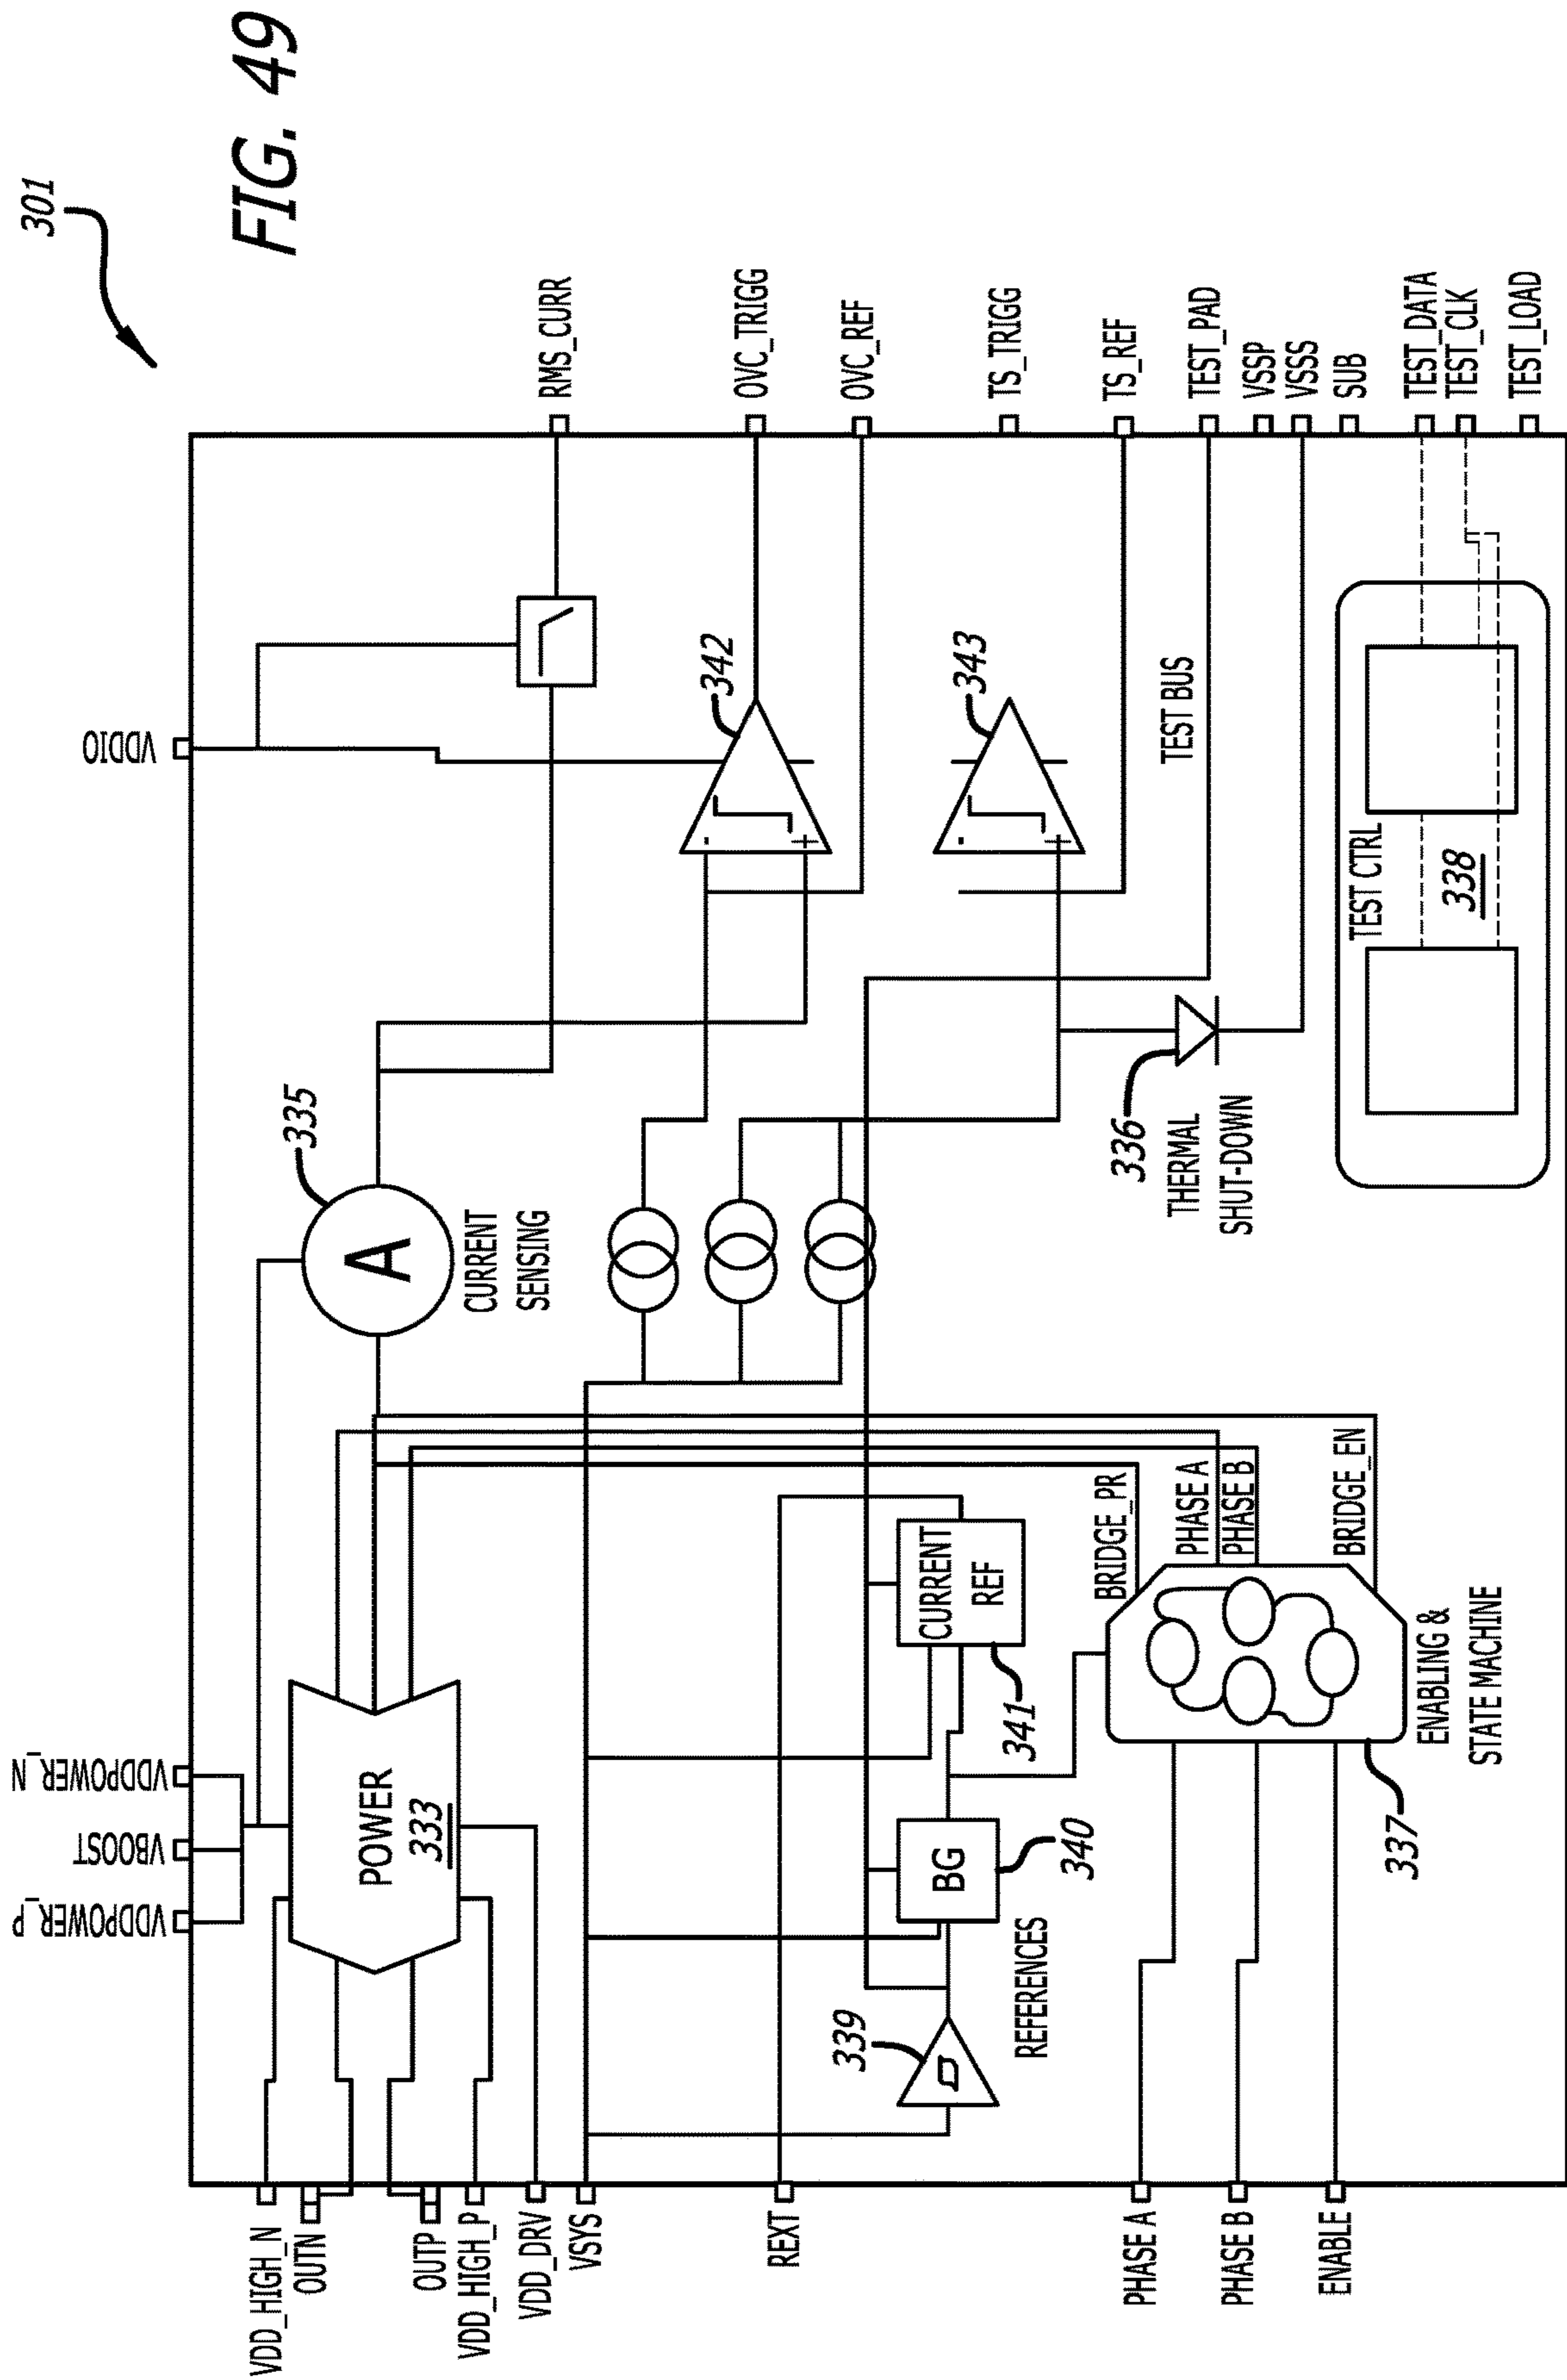 FIG. 49
301
VDDPOWER_P
VBOOST
VDDPOWER_N
VDDIO
VDD_HIGH_N
OUTN
OUTP
VDD_HIGH_P
VDD_DRV
VSYS
REXT
PHASE A
PHASE B
ENABLE
POWER
333
A
335
CURRENT
SENSING
342
-
+
343
-
+
339
BG
340
REFERENCES
CURRENT
REF
341
BRIDGE_PR
PHASE A
PHASE B
BRIDGE_EN
337
ENABLING &
STATE MACHINE
336
THERMAL
SHUT-DOWN
TEST BUS
TEST CTRL
338
RMS_CURR
OVC_TRIGG
OVC_REF
TS_TRIGG
TS_REF
TEST_PAD
VSSP
VSSS
SUB
TEST_DATA
TEST_CLK
TEST_LOAD